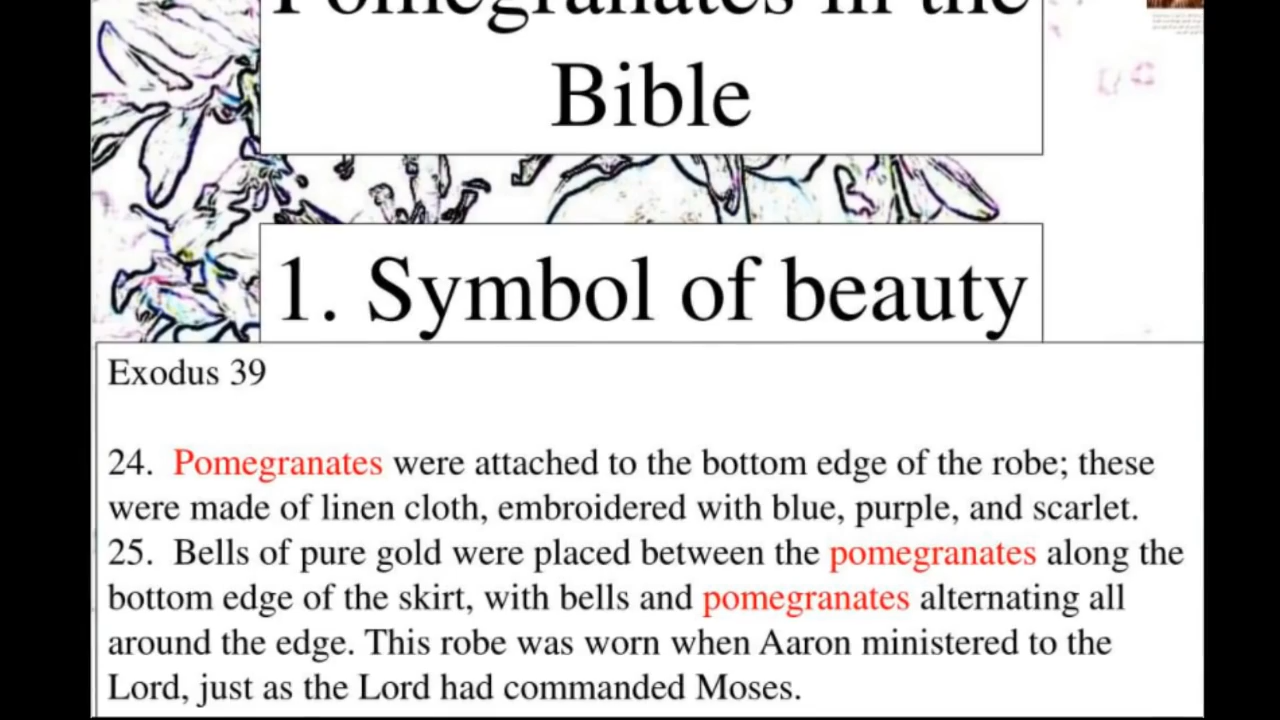 Pomegranates in the
Bible
1. Symbol of beauty
Exodus 39
24. Pomegranates were attached to the bottom edge of the robe; these
were made of linen cloth, embroidered with blue, purple, and scarlet.
25. Bells of pure gold were placed between the pomegranates along the
bottom edge of the skirt, with bells and pomegranates alternating all
around the edge. This robe was worn when Aaron ministered to the
Lord, just as the Lord had commanded Moses.